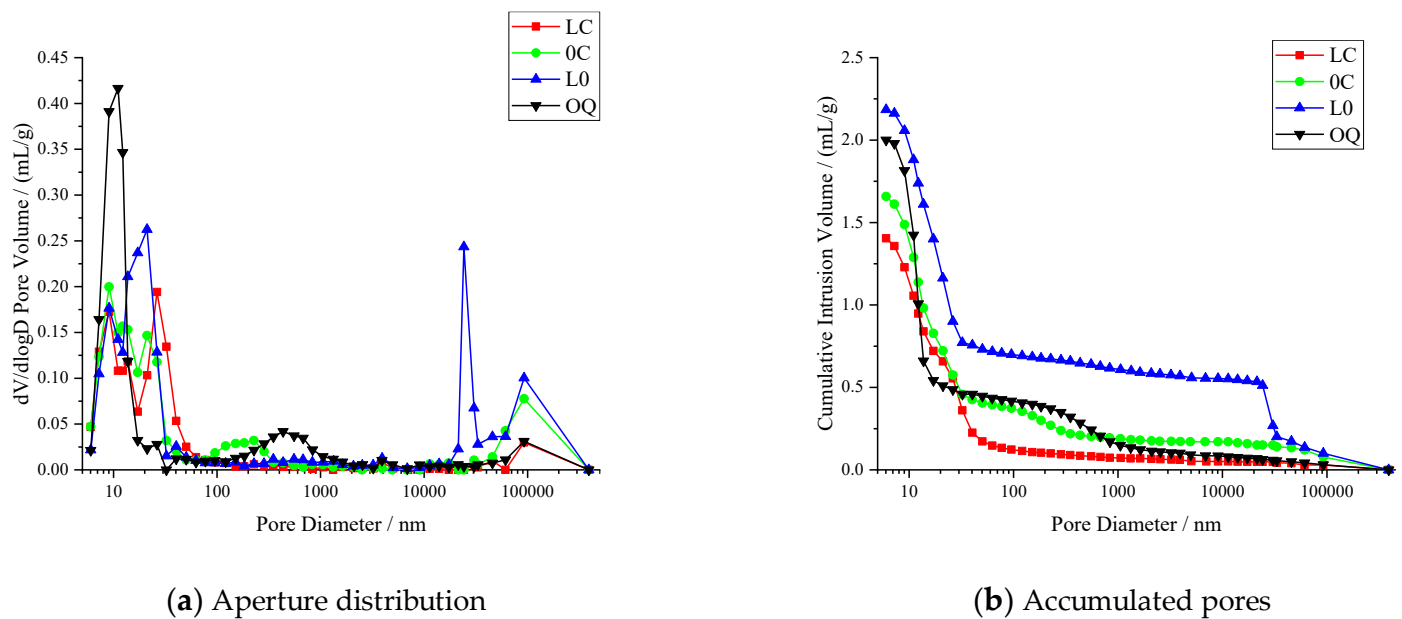 LC
0C
L0
OQ
0.45
0.40
0.35
0.30
0.25
0.20
0.15
0.10
0.05
0.00
dV/dlogD Pore Volume / (mL/g)
10
100
1000
10000
100000
Pore Diameter / nm
(a) Aperture distribution
LC
0C
L0
OQ
2.5
2.0
1.5
1.0
0.5
0.0
Cumulative Intrusion Volume / (mL/g)
10
100
1000
10000
100000
Pore Diameter / nm
(b) Accumulated pores